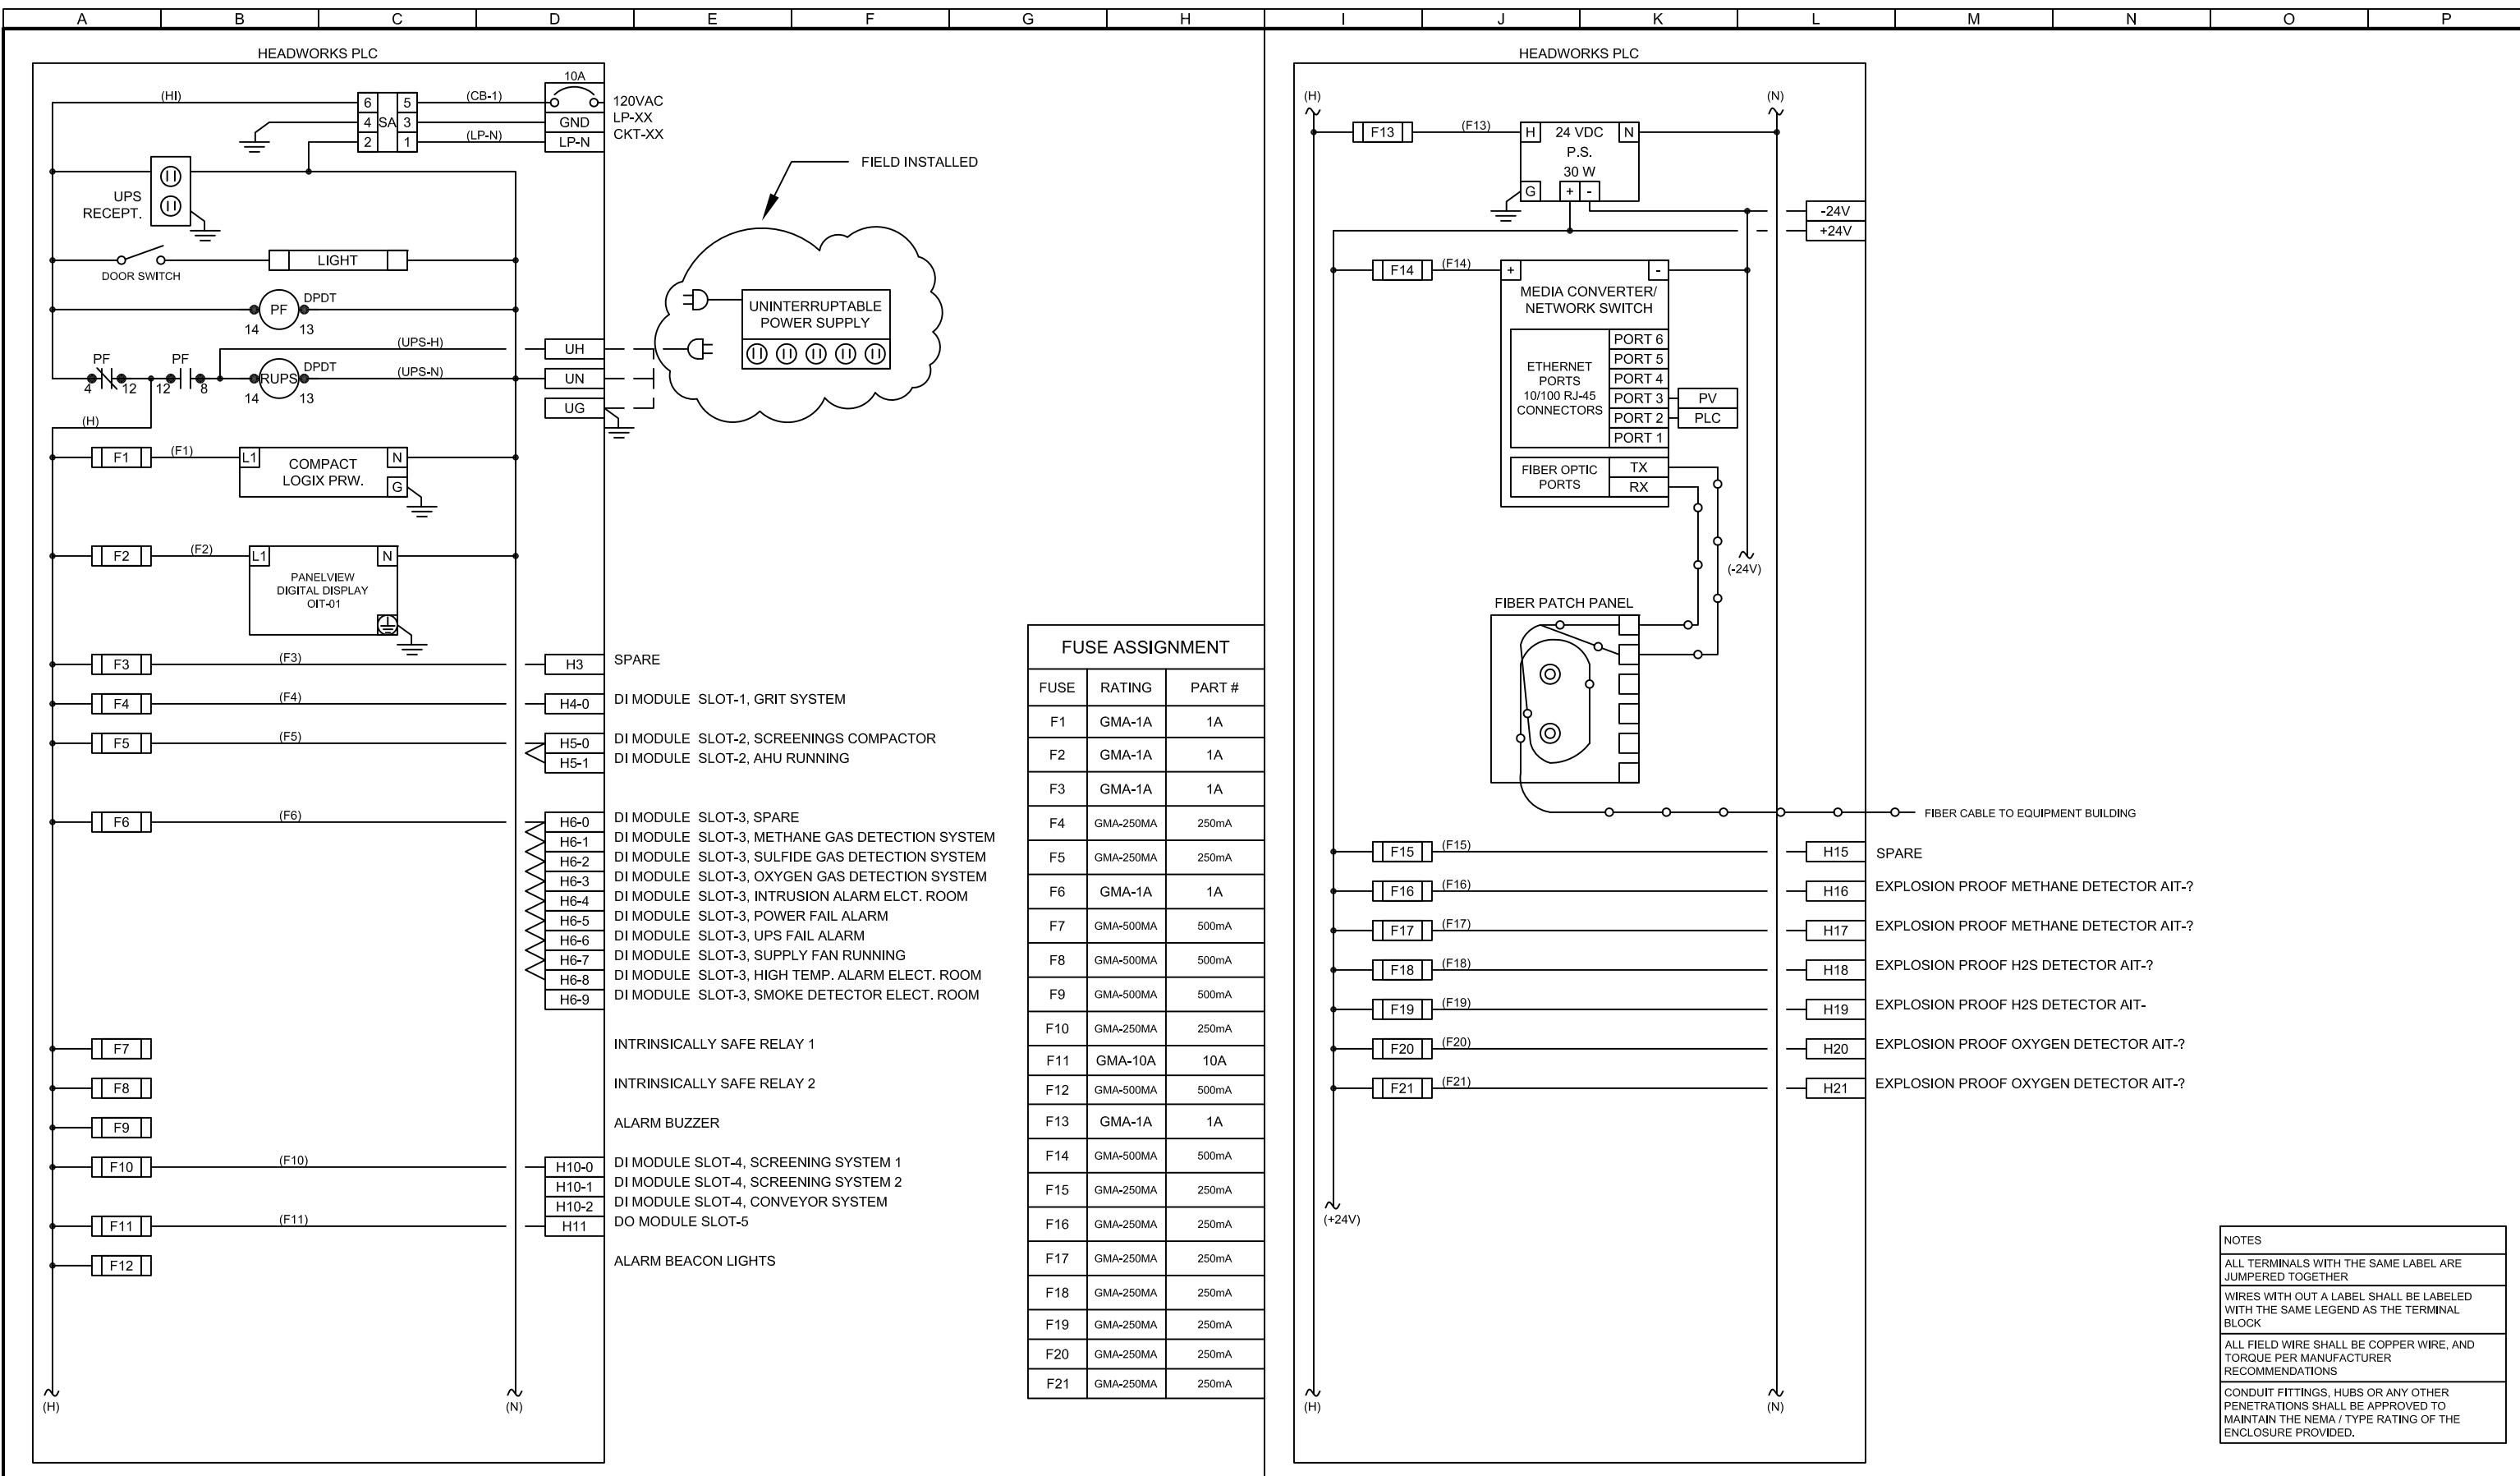 A B C D E F G H I J K L M N O P
HEADWORKS PLC
10A
(HI)
6 5
(CB-1)
120VAC
4 SA 3
GND
LP-XX
2 1
(LP-N)
LP-N
CKT-XX
UPS
RECEPT.
FIELD INSTALLED
DOOR SWITCH
LIGHT
PF
DPDT
14 13
UNINTERRUPTABLE
POWER SUPPLY
(UPS-H)
UH
PF
4 12
PF
12 8
RUPS
DPDT
14 13
(UPS-N)
UN
UG
(H)
F1
(F1)
L1
COMPACT
LOGIX PRW.
N
G
F2
(F2)
L1
N
PANELVIEW
DIGITAL DISPLAY
OIT-01
F3 (F3) H3 SPARE
F4 (F4) H4-0 DI MODULE SLOT-1, GRIT SYSTEM
F5 (F5) H5-0 DI MODULE SLOT-2, SCREENINGS COMPACTOR
H5-1 DI MODULE SLOT-2, AHU RUNNING
F6 (F6) H6-0 DI MODULE SLOT-3, SPARE
H6-1 DI MODULE SLOT-3, METHANE GAS DETECTION SYSTEM
H6-2 DI MODULE SLOT-3, SULFIDE GAS DETECTION SYSTEM
H6-3 DI MODULE SLOT-3, OXYGEN GAS DETECTION SYSTEM
H6-4 DI MODULE SLOT-3, INTRUSION ALARM ELCT. ROOM
H6-5 DI MODULE SLOT-3, POWER FAIL ALARM
H6-6 DI MODULE SLOT-3, UPS FAIL ALARM
H6-7 DI MODULE SLOT-3, SUPPLY FAN RUNNING
H6-8 DI MODULE SLOT-3, HIGH TEMP. ALARM ELECT. ROOM
H6-9 DI MODULE SLOT-3, SMOKE DETECTOR ELECT. ROOM
F7 INTRINSICALLY SAFE RELAY 1
F8 INTRINSICALLY SAFE RELAY 2
F9 ALARM BUZZER
F10 (F10) H10-0 DI MODULE SLOT-4, SCREENING SYSTEM 1
H10-1 DI MODULE SLOT-4, SCREENING SYSTEM 2
H10-2 DI MODULE SLOT-4, CONVEYOR SYSTEM
F11 (F11) H11 DO MODULE SLOT-5
F12 ALARM BEACON LIGHTS
(H) (N)
FUSE ASSIGNMENT
FUSE RATING PART #
F1 GMA-1A 1A
F2 GMA-1A 1A
F3 GMA-1A 1A
F4 GMA-250MA 250mA
F5 GMA-250MA 250mA
F6 GMA-1A 1A
F7 GMA-500MA 500mA
F8 GMA-500MA 500mA
F9 GMA-500MA 500mA
F10 GMA-250MA 250mA
F11 GMA-10A 10A
F12 GMA-500MA 500mA
F13 GMA-1A 1A
F14 GMA-500MA 500mA
F15 GMA-250MA 250mA
F16 GMA-250MA 250mA
F17 GMA-250MA 250mA
F18 GMA-250MA 250mA
F19 GMA-250MA 250mA
F20 GMA-250MA 250mA
F21 GMA-250MA 250mA
HEADWORKS PLC
(H) (N)
F13 (F13) H 24 VDC N
P.S.
30 W
G + -
-24V
+24V
F14 (F14) + -
MEDIA CONVERTER/
NETWORK SWITCH
ETHERNET
PORTS
10/100 RJ-45
CONNECTORS
PORT 6
PORT 5
PORT 4
PORT 3 PV
PORT 2 PLC
PORT 1
FIBER OPTIC
PORTS
TX
RX
(-24V)
FIBER PATCH PANEL
FIBER CABLE TO EQUIPMENT BUILDING
F15 (F15) H15 SPARE
F16 (F16) H16 EXPLOSION PROOF METHANE DETECTOR AIT-?
F17 (F17) H17 EXPLOSION PROOF METHANE DETECTOR AIT-?
F18 (F18) H18 EXPLOSION PROOF H2S DETECTOR AIT-?
F19 (F19) H19 EXPLOSION PROOF H2S DETECTOR AIT-
F20 (F20) H20 EXPLOSION PROOF OXYGEN DETECTOR AIT-?
F21 (F21) H21 EXPLOSION PROOF OXYGEN DETECTOR AIT-?
(+24V)
(H) (N)
NOTES
ALL TERMINALS WITH THE SAME LABEL ARE
JUMPERED TOGETHER
WIRES WITH OUT A LABEL SHALL BE LABELED
WITH THE SAME LEGEND AS THE TERMINAL
BLOCK
ALL FIELD WIRE SHALL BE COPPER WIRE, AND
TORQUE PER MANUFACTURER
RECOMMENDATIONS
CONDUIT FITTINGS, HUBS OR ANY OTHER
PENETRATIONS SHALL BE APPROVED TO
MAINTAIN THE NEMA / TYPE RATING OF THE
ENCLOSURE PROVIDED.